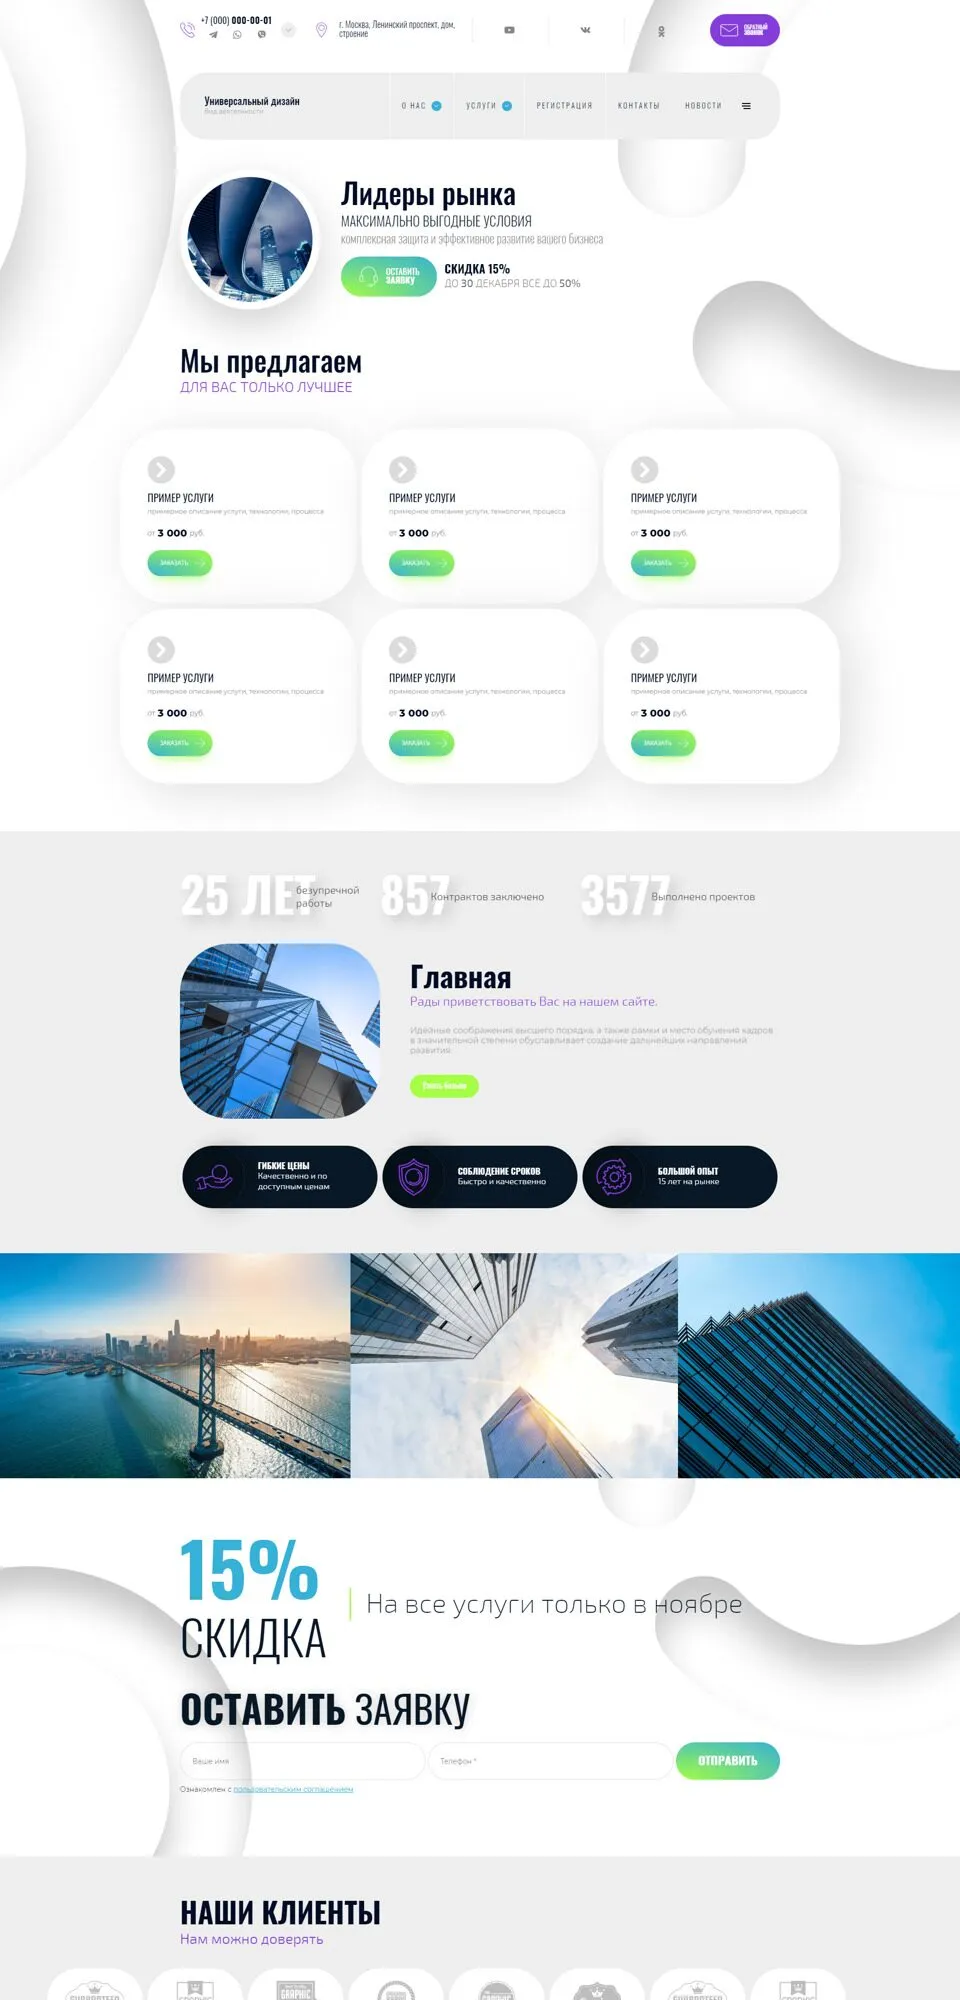 +7 (000) 000-00-01
г. Москва, Ленинский проспект, дом,
строение
ОБРАТНЫЙ
ЗВОНОК
Универсальный дизайн
Вид деятельности
О НАС
УСЛУГИ
РЕГИСТРАЦИЯ
КОНТАКТЫ
НОВОСТИ
Лидеры рынка
МАКСИМАЛЬНО ВЫГОДНЫЕ УСЛОВИЯ
комплексная защита и эффективное развитие вашего бизнеса
ОСТАВИТЬ
ЗАЯВКУ
СКИДКА 15%
ДО 30 ДЕКАБРЯ ВСЕ ДО 50%
Мы предлагаем
ДЛЯ ВАС ТОЛЬКО ЛУЧШЕЕ
ПРИМЕР УСЛУГИ
примерное описание услуги, технологии, процесса
от 3 000 руб.
ЗАКАЗАТЬ
ПРИМЕР УСЛУГИ
примерное описание услуги, технологии, процесса
от 3 000 руб.
ЗАКАЗАТЬ
ПРИМЕР УСЛУГИ
примерное описание услуги, технологии, процесса
от 3 000 руб.
ЗАКАЗАТЬ
ПРИМЕР УСЛУГИ
примерное описание услуги, технологии, процесса
от 3 000 руб.
ЗАКАЗАТЬ
ПРИМЕР УСЛУГИ
примерное описание услуги, технологии, процесса
от 3 000 руб.
ЗАКАЗАТЬ
ПРИМЕР УСЛУГИ
примерное описание услуги, технологии, процесса
от 3 000 руб.
ЗАКАЗАТЬ
25 ЛЕТ
безупречной
работы
857
Контрактов заключено
3577
Выполнено проектов
Главная
Рады приветствовать Вас на нашем сайте.
Идейные соображения высшего порядка, а также рамки и место обучения кадров
в значительной степени обуславливает создание дальнейших направлений
развития
Узнать больше
ГИБКИЕ ЦЕНЫ
Качественно и по
доступным ценам
СОБЛЮДЕНИЕ СРОКОВ
Быстро и качественно
БОЛЬШОЙ ОПЫТ
15 лет на рынке
15%
СКИДКА
На все услуги только в ноябре
ОСТАВИТЬ ЗАЯВКУ
Ваше имя
Телефон *
ОТПРАВИТЬ
Ознакомлен с пользовательским соглашением
НАШИ КЛИЕНТЫ
Нам можно доверять